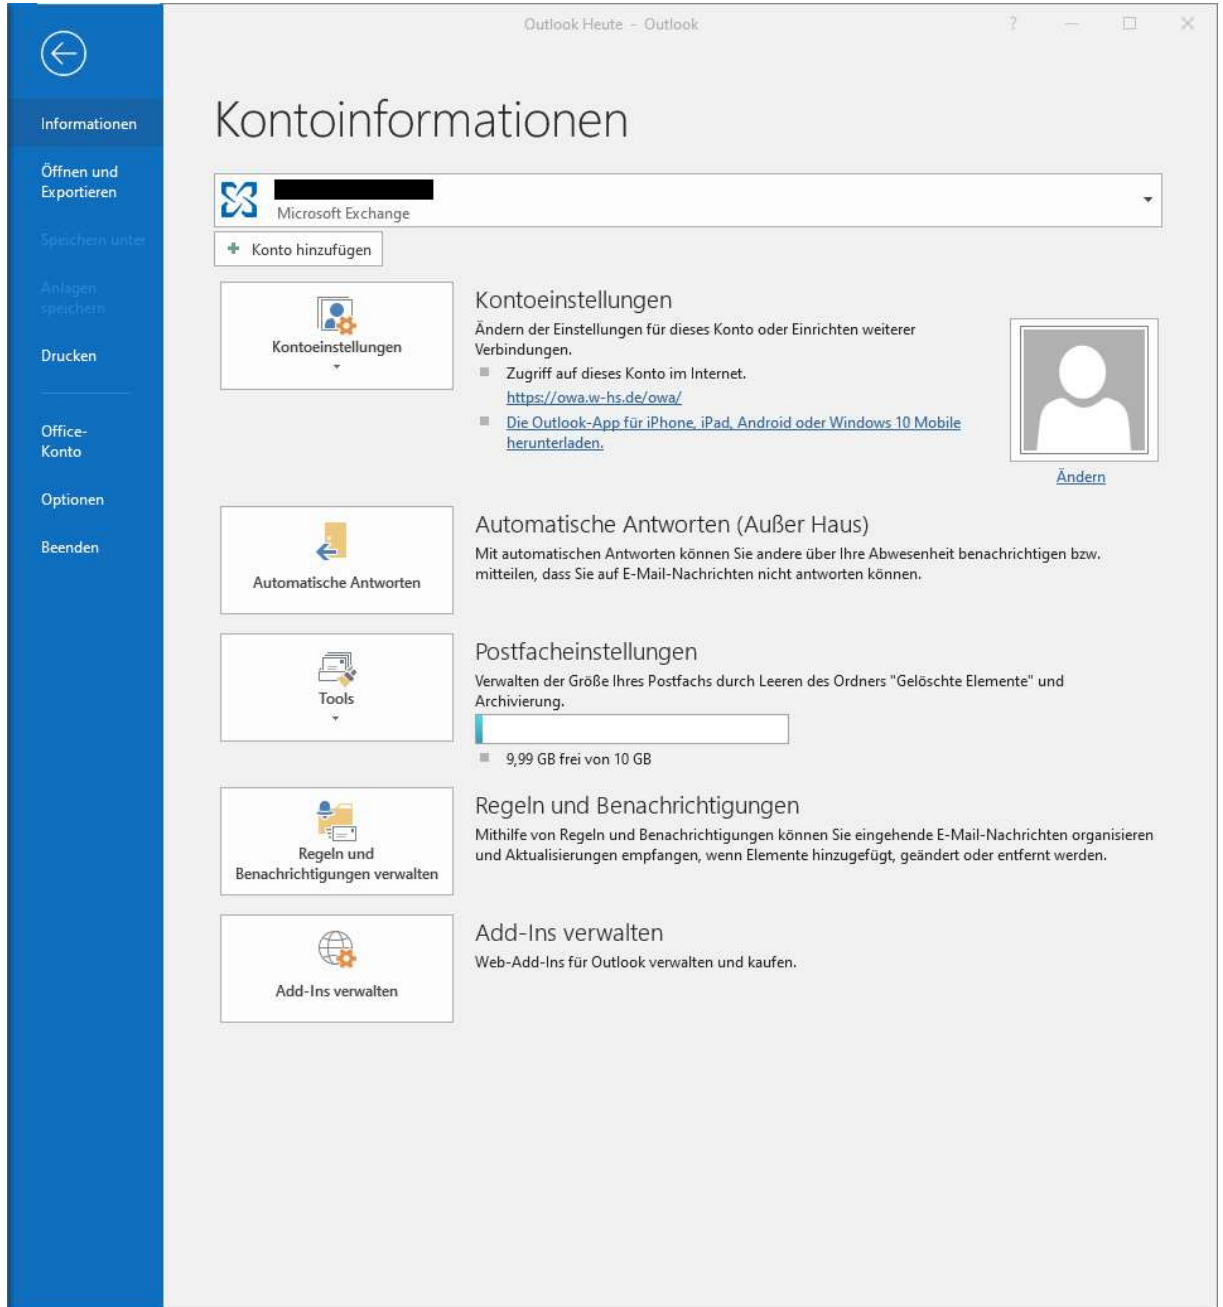 Outlook Heute - Outlook
?
Informationen
Öffnen und
Exportieren
Speichern unter
Anlagen
speichern
Drucken
Office-
Konto
Optionen
Beenden
Kontoinformationen
Microsoft Exchange
Konto hinzufügen
Kontoeinstellungen
Kontoeinstellungen
Ändern der Einstellungen für dieses Konto oder Einrichten weiterer
Verbindungen.
Zugriff auf dieses Konto im Internet.
https://owa.w-hs.de/owa/
Die Outlook-App für iPhone, iPad, Android oder Windows 10 Mobile
herunterladen.
Ändern
Automatische Antworten
Automatische Antworten (Außer Haus)
Mit automatischen Antworten können Sie andere über Ihre Abwesenheit benachrichtigen bzw.
mitteilen, dass Sie auf E-Mail-Nachrichten nicht antworten können.
Tools
Postfacheinstellungen
Verwalten der Größe Ihres Postfachs durch Leeren des Ordners "Gelöschte Elemente" und
Archivierung.
9,99 GB frei von 10 GB
Regeln und
Benachrichtigungen verwalten
Regeln und Benachrichtigungen
Mithilfe von Regeln und Benachrichtigungen können Sie eingehende E-Mail-Nachrichten organisieren
und Aktualisierungen empfangen, wenn Elemente hinzugefügt, geändert oder entfernt werden.
Add-Ins verwalten
Add-Ins verwalten
Web-Add-Ins für Outlook verwalten und kaufen.